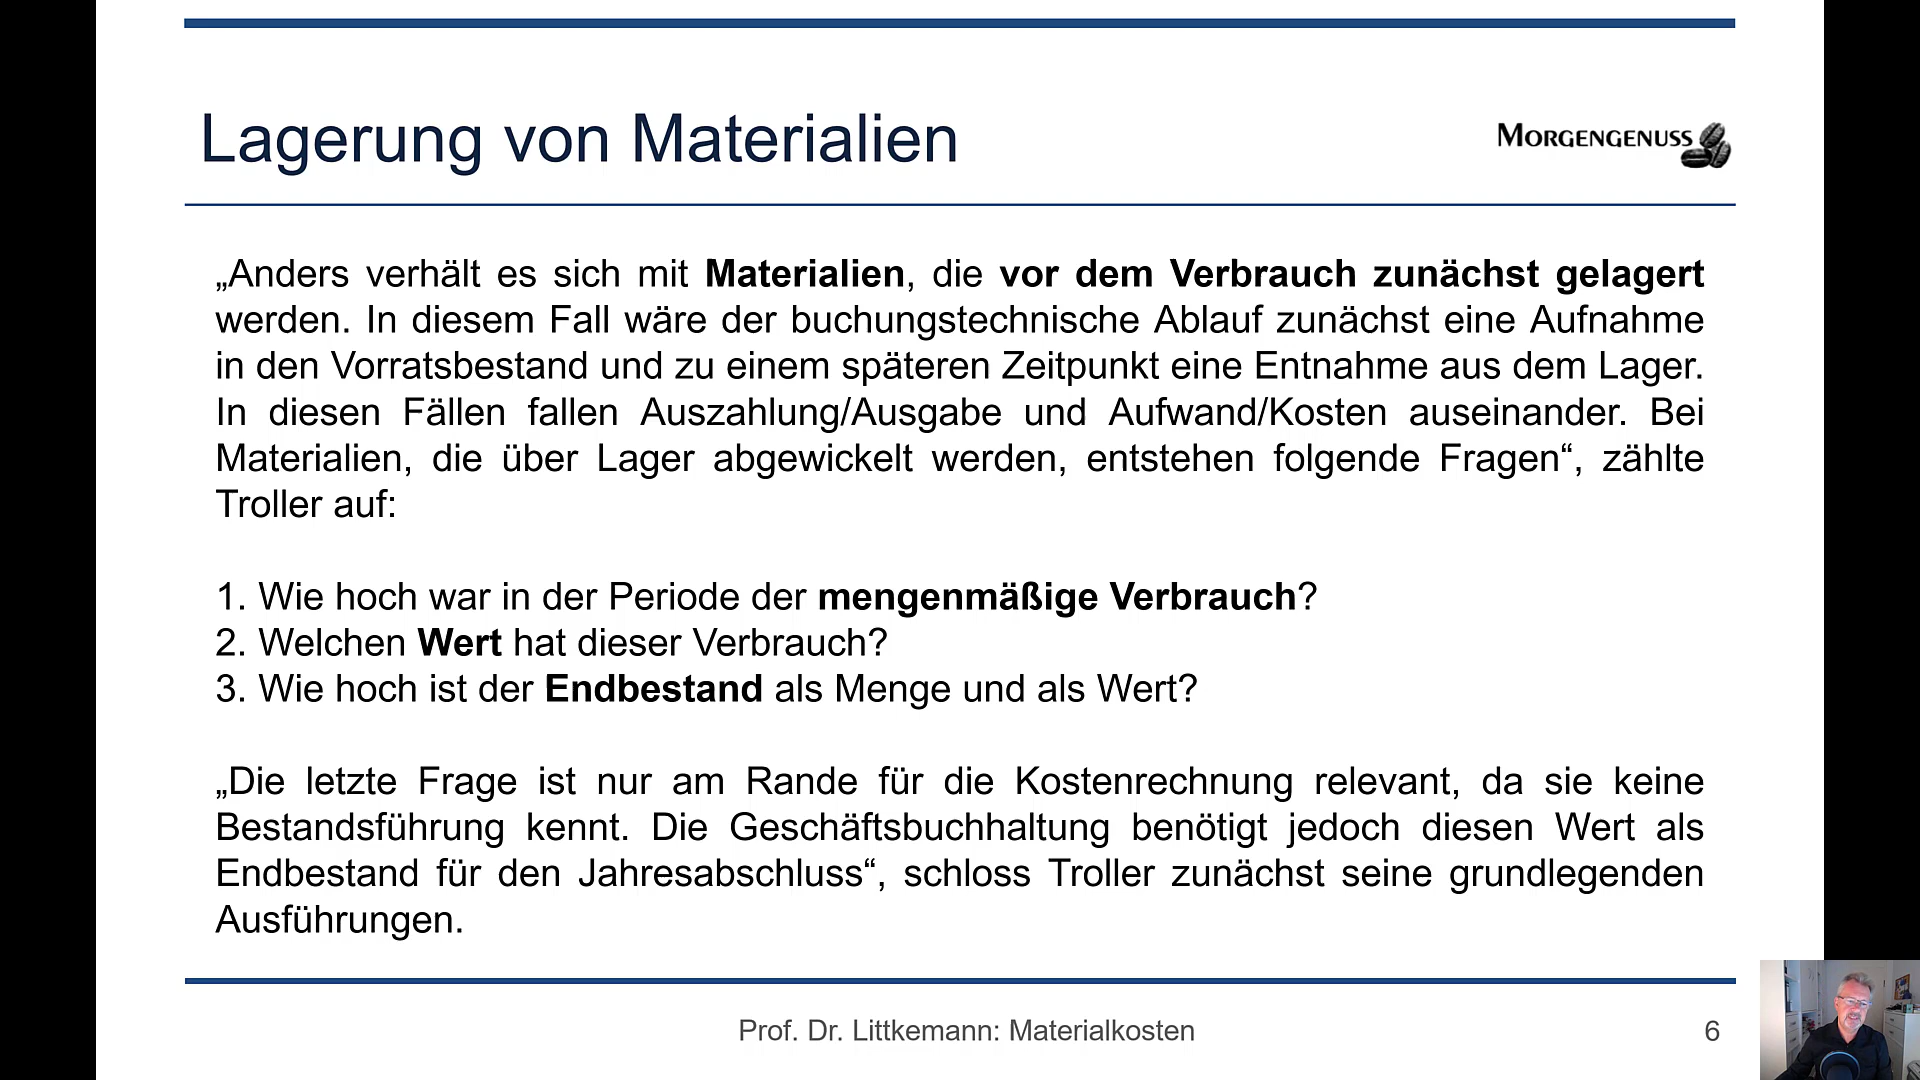 Lagerung von Materialien
MORGENGENUSS
„Anders verhält es sich mit Materialien, die vor dem Verbrauch zunächst gelagert
werden. In diesem Fall wäre der buchungstechnische Ablauf zunächst eine Aufnahme
in den Vorratsbestand und zu einem späteren Zeitpunkt eine Entnahme aus dem Lager.
In diesen Fällen fallen Auszahlung/Ausgabe und Aufwand/Kosten auseinander. Bei
Materialien, die über Lager abgewickelt werden, entstehen folgende Fragen“, zählte
Troller auf:
1. Wie hoch war in der Periode der mengenmäßige Verbrauch?
2. Welchen Wert hat dieser Verbrauch?
3. Wie hoch ist der Endbestand als Menge und als Wert?
„Die letzte Frage ist nur am Rande für die Kostenrechnung relevant, da sie keine
Bestandsführung kennt. Die Geschäftsbuchhaltung benötigt jedoch diesen Wert als
Endbestand für den Jahresabschluss“, schloss Troller zunächst seine grundlegenden
Ausführungen.
Prof. Dr. Littkemann: Materialkosten
6